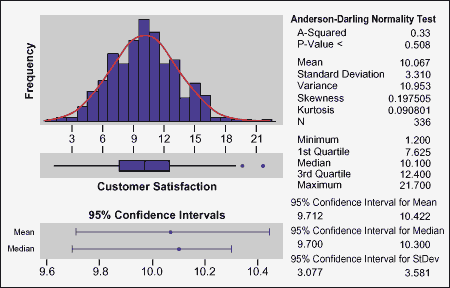 Anderson-Darling Normality Test
A-Squared 0.33
P-Value < 0.508
Mean 10.067
Standard Deviation 3.310
Variance 10.953
Skewness 0.197505
Kurtosis 0.090801
N 336
Minimum 1.200
1st Quartile 7.625
Median 10.100
3rd Quartile 12.400
Maximum 21.700
95% Confidence Interval for Mean
9.712 10.422
95% Confidence Interval for Median
9.700 10.300
95% Confidence Interval for StDev
3.077 3.581
Frequency
3 6 9 12 15 18 21
Customer Satisfaction
95% Confidence Intervals
Mean
Median
9.6 9.8 10.0 10.2 10.4